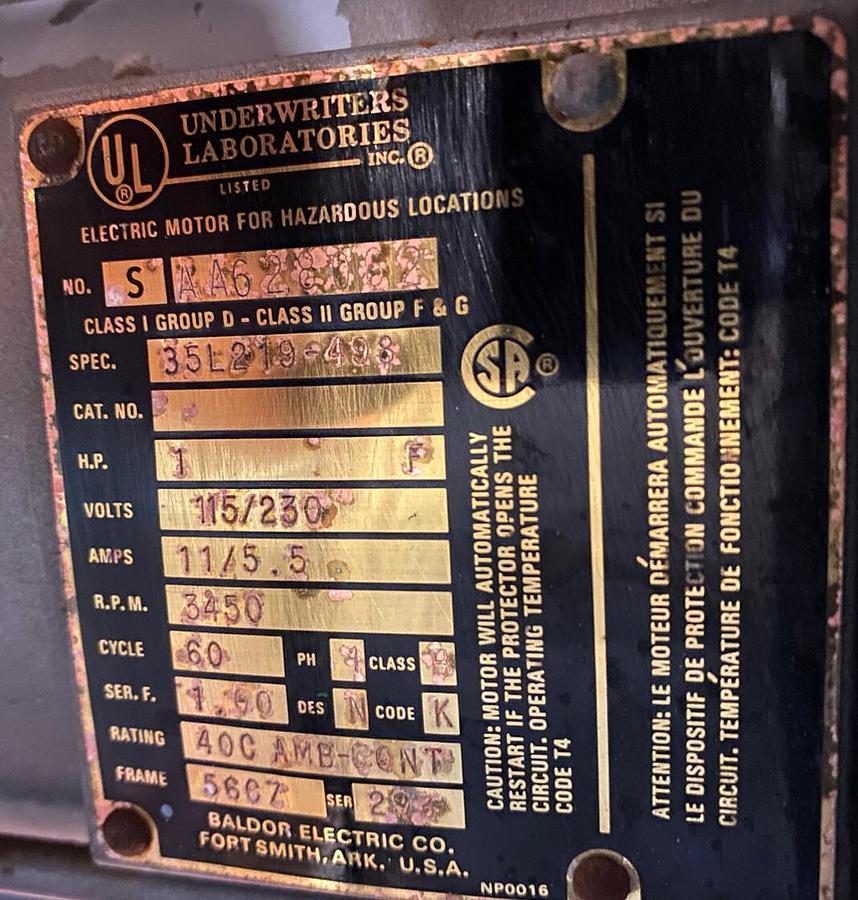 UL ®
UNDERWRITERS
LABORATORIES
INC.®
LISTED
ELECTRIC MOTOR FOR HAZARDOUS LOCATIONS
NO. S
CLASS I GROUP D - CLASS II GROUP F & G
SPEC. 35L219-498
CAT. NO.
H.P. 1 F
VOLTS 115/230
AMPS 11/5.5
R.P.M. 3450
CYCLE 60 PH 1 CLASS
SER. F. 1.00 DES N CODE K
RATING 40C AMB-CONT
FRAME 56CZ SER
BALDOR ELECTRIC CO.
FORT SMITH, ARK. U.S.A.
NP0016
SA ®
CAUTION: MOTOR WILL AUTOMATICALLY
RESTART IF THE PROTECTOR OPENS THE
CIRCUIT. OPERATING TEMPERATURE
CODE T4
ATTENTION: LE MOTEUR DÉMARRERA AUTOMATIQUEMENT SI
LE DISPOSITIF DE PROTECTION COMMANDE L'OUVERTURE DU
CIRCUIT. TEMPÉRATURE DE FONCTIONNEMENT: CODE T4